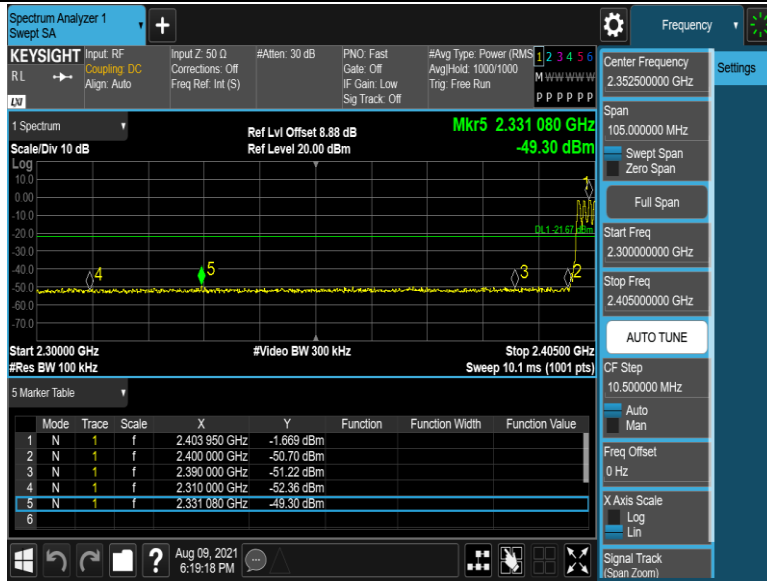 Spectrum Analyzer 1
Swept SA
Frequency
KEYSIGHT
Input: RF
Coupling: DC
Align: Auto
Input Z: 50 Ω
Corrections: Off
Freq Ref: Int (S)
#Atten: 30 dB
PNO: Fast
Gate: Off
IF Gain: Low
Sig Track: Off
#Avg Type: Power (RMS
Avg|Hold: 1000/1000
Trig: Free Run
1 2 3 4 5 6
M W W W W W
P P P P P P
R L
LXI
1 Spectrum
Scale/Div 10 dB
Ref Lvl Offset 8.88 dB
Ref Level 20.00 dBm
Mkr5 2.331 080 GHz
-49.30 dBm
Log
10.0
0.00
-10.0
-20.0
-30.0
-40.0
-50.0
-60.0
-70.0
1
DL1 -21.67 dBm
4
5
3
2
Start 2.30000 GHz
#Video BW 300 kHz
Stop 2.40500 GHz
#Res BW 100 kHz
Sweep 10.1 ms (1001 pts)
5 Marker Table
Mode Trace Scale X Y Function Function Width Function Value
1 N 1 f 2.403 950 GHz -1.669 dBm
2 N 1 f 2.400 000 GHz -50.70 dBm
3 N 1 f 2.390 000 GHz -51.22 dBm
4 N 1 f 2.310 000 GHz -52.36 dBm
5 N 1 f 2.331 080 GHz -49.30 dBm
6
Aug 09, 2021
6:19:18 PM
?
Center Frequency
2.352500000 GHz
Settings
Span
105.000000 MHz
Swept Span
Zero Span
Full Span
Start Freq
2.300000000 GHz
Stop Freq
2.405000000 GHz
AUTO TUNE
CF Step
10.500000 MHz
Auto
Man
Freq Offset
0 Hz
X Axis Scale
Log
Lin
Signal Track
(Span Zoom)